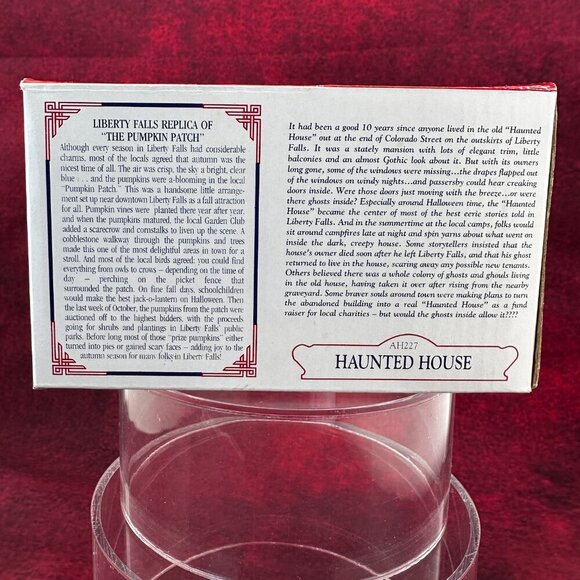 LIBERTY FALLS REPLICA OF
"THE PUMPKIN PATCH"
Although every season in Liberty Falls had considerable
charms, most of the locals agreed that autumn was the
nicest time of all. The air was crisp, the sky a bright, clear
blue . . . and the pumpkins were a-blooming in the local
"Pumpkin Patch." This was a handsome little arrange-
ment set up near downtown Liberty Falls as a fall attraction
for all. Pumpkin vines were planted there year after year,
and when the pumpkins matured, the local Garden Club
added a scarecrow and cornstalks to liven up the scene. A
cobblestone walkway through the pumpkins and trees
made this one of the most delightful areas in town for a
stroll. And most of the local birds agreed: you could find
everything from owls to crows – depending on the time of
day – perching on the picket fence that
surrounded the patch. On fine fall days, schoolchildren
would make the best jack-o-lantern on Halloween. Then
the last week of October, the pumpkins from the patch were
auctioned off to the highest bidders, with the proceeds
going for shrubs and plantings in Liberty Falls' public
parks. Before long most of those "prize pumpkins" either
turned into pies or gained scary faces – adding joy to the
autumn season for many folks in Liberty Falls!
It had been a good 10 years since anyone lived in the old "Haunted
House" out at the end of Colorado Street on the outskirts of Liberty
Falls. It was a stately mansion with lots of elegant trim, little
balconies and an almost Gothic look about it. But with its owners
long gone, some of the windows were missing...the drapes flapped out
of the windows on windy nights...and passersby could hear creaking
doors inside. Were those doors just moving with the breeze...or were
there ghosts inside? Especially around Halloween time, the "Haunted
House" became the center of most of the best eerie stories told in
Liberty Falls. And in the summertime at the local camps, folks would
sit around campfires late at night and spin yarns about what went on
inside the dark, creepy house. Some storytellers insisted that the
house's owner died soon after he left Liberty Falls, and that his ghost
returned to live in the house, scaring away any possible new tenants.
Others believed there was a whole colony of ghosts and ghouls living
in the old house, having taken it over after rising from the nearby
graveyard. Some braver souls around town were making plans to turn
the abandoned building into a real "Haunted House" as a fund
raiser for local charities – but would the ghosts inside allow it????
AH227
HAUNTED HOUSE